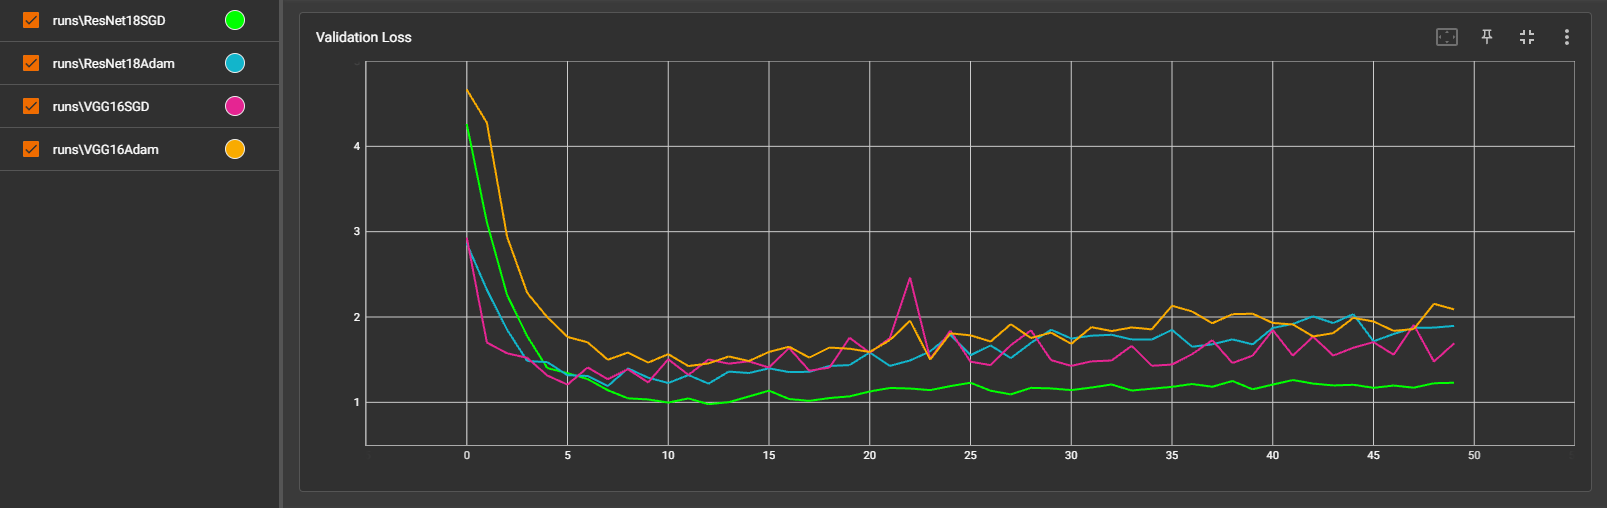 runs\ResNet18SGD
runs\ResNet18Adam
runs\VGG16SGD
runs\VGG16Adam
Validation Loss
4
3
2
1
0 5 10 15 20 25 30 35 40 45 50